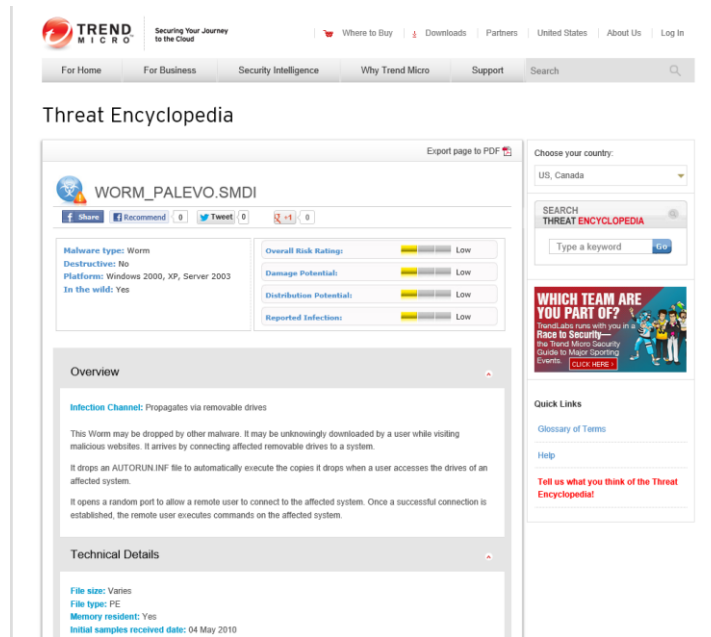 TREND
MICRO
Securing Your Journey
to the Cloud
Where to Buy
Downloads
Partners
United States
About Us
Log In
For Home
For Business
Security Intelligence
Why Trend Micro
Support
Search
Threat Encyclopedia
Export page to PDF
WORM_PALEVO.SMDI
Share
Recommend 0
Tweet 0
+1 0
Malware type: Worm
Destructive: No
Platform: Windows 2000, XP, Server 2003
In the wild: Yes
Overall Risk Rating: Low
Damage Potential: Low
Distribution Potential: Low
Reported Infection: Low
Overview
Infection Channel: Propagates via removable drives
This Worm may be dropped by other malware. It may be unknowingly downloaded by a user while visiting
malicious websites. It arrives by connecting affected removable drives to a system.
It drops an AUTORUN.INF file to automatically execute the copies it drops when a user accesses the drives of an
affected system.
It opens a random port to allow a remote user to connect to the affected system. Once a successful connection is
established, the remote user executes commands on the affected system.
Technical Details
File size: Varies
File type: PE
Memory resident: Yes
Initial samples received date: 04 May 2010
Choose your country:
US, Canada
SEARCH
THREAT ENCYCLOPEDIA
Type a keyword
Go
WHICH TEAM ARE
YOU PART OF?
TrendLabs runs with you in a
Race to Security—
the Trend Micro Security
Guide to Major Sporting
Events.
CLICK HERE
Quick Links
Glossary of Terms
Help
Tell us what you think of the Threat
Encyclopedia!